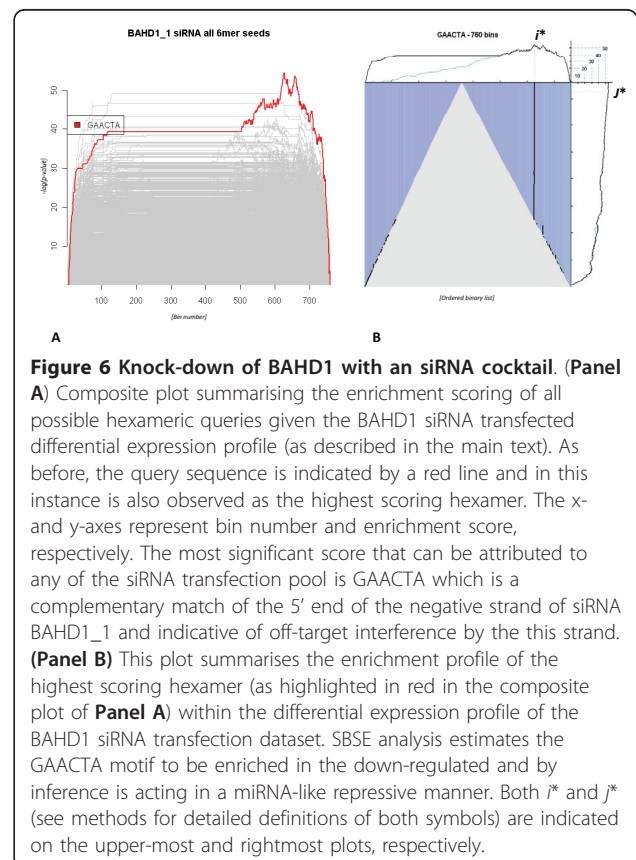 BAHD1_1 siRNA all 6mer seeds
50
40
30
20
10
-log(p-value)
GAACTA
100 200 300 400 500 600 700
[Bin number]
A
GAACTA - 760 bins
i*
50
40
30
20
10
10 20 30 40 50
J*
[Ordered binary list]
B
Figure 6 Knock-down of BAHD1 with an siRNA cocktail. (Panel
A) Composite plot summarising the enrichment scoring of all
possible hexameric queries given the BAHD1 siRNA transfected
differential expression profile (as described in the main text). As
before, the query sequence is indicated by a red line and in this
instance is also observed as the highest scoring hexamer. The x-
and y-axes represent bin number and enrichment score,
respectively. The most significant score that can be attributed to
any of the siRNA transfection pool is GAACTA which is a
complementary match of the 5’ end of the negative strand of siRNA
BAHD1_1 and indicative of off-target interference by the this strand.
(Panel B) This plot summarises the enrichment profile of the
highest scoring hexamer (as highlighted in red in the composite
plot of Panel A) within the differential expression profile of the
BAHD1 siRNA transfection dataset. SBSE analysis estimates the
GAACTA motif to be enriched in the down-regulated and by
inference is acting in a miRNA-like repressive manner. Both i* and j*
(see methods for detailed definitions of both symbols) are indicated
on the upper-most and rightmost plots, respectively.